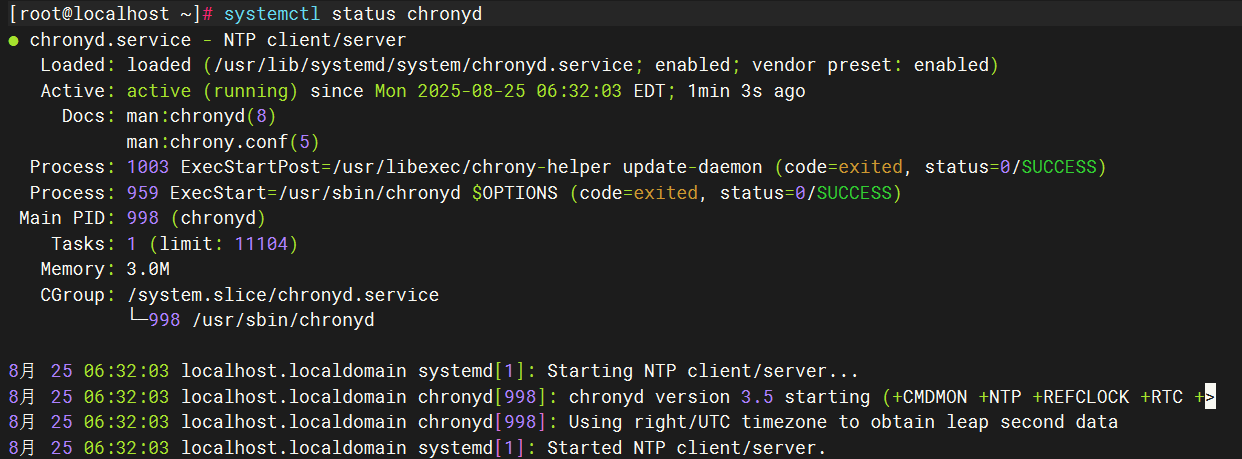 [root@localhost ~]# systemctl status chronyd
● chronyd.service - NTP client/server
Loaded: loaded (/usr/lib/systemd/system/chronyd.service; enabled; vendor preset: enabled)
Active: active (running) since Mon 2025-08-25 06:32:03 EDT; 1min 3s ago
Docs: man:chronyd(8)
man:chrony.conf(5)
Process: 1003 ExecStartPost=/usr/libexec/chrony-helper update-daemon (code=exited, status=0/SUCCESS)
Process: 959 ExecStart=/usr/sbin/chronyd $OPTIONS (code=exited, status=0/SUCCESS)
Main PID: 998 (chronyd)
Tasks: 1 (limit: 11104)
Memory: 3.0M
CGroup: /system.slice/chronyd.service
└─998 /usr/sbin/chronyd
8月 25 06:32:03 localhost.localdomain systemd[1]: Starting NTP client/server...
8月 25 06:32:03 localhost.localdomain chronyd[998]: chronyd version 3.5 starting (+CMDMON +NTP +REFCLOCK +RTC +>
8月 25 06:32:03 localhost.localdomain chronyd[998]: Using right/UTC timezone to obtain leap second data
8月 25 06:32:03 localhost.localdomain systemd[1]: Started NTP client/server.